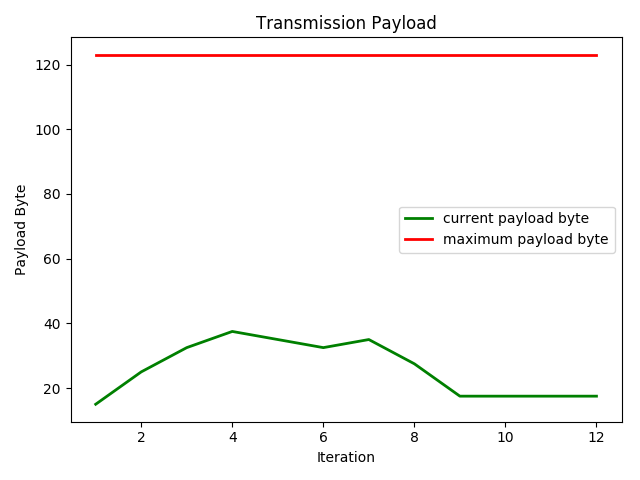 Transmission Payload
Payload Byte
120
100
80
60
40
20
current payload byte
maximum payload byte
2 4 6 8 10 12
Iteration